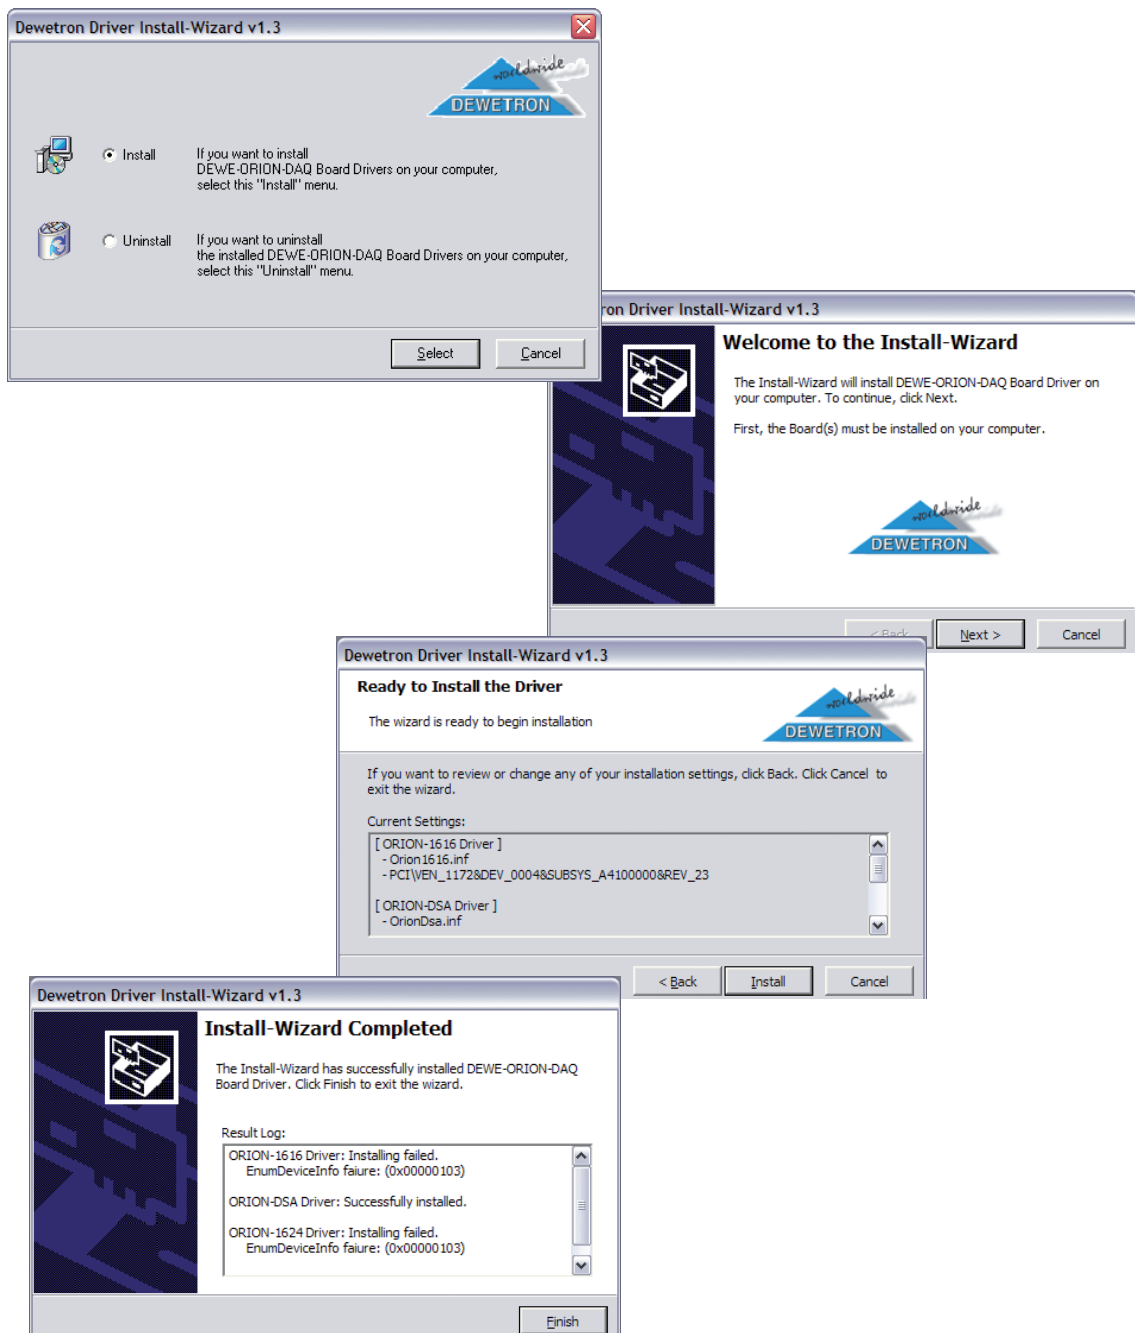 Dewetron Driver Install-Wizard v1.3
worldwide
DEWETRON
Install
If you want to install
DEWE-ORION-DAQ Board Drivers on your computer,
select this "Install" menu.
Uninstall
If you want to uninstall
the installed DEWE-ORION-DAQ Board Drivers on your computer,
select this "Uninstall" menu.
Select
Cancel
ron Driver Install-Wizard v1.3
Welcome to the Install-Wizard
The Install-Wizard will install DEWE-ORION-DAQ Board Driver on
your computer. To continue, click Next.
First, the Board(s) must be installed on your computer.
worldwide
DEWETRON
< Back
Next >
Cancel
Dewetron Driver Install-Wizard v1.3
Ready to Install the Driver
The wizard is ready to begin installation
worldwide
DEWETRON
If you want to review or change any of your installation settings, click Back. Click Cancel to
exit the wizard.
Current Settings:
[ ORION-1616 Driver ]
- Orion1616.inf
- PCI\VEN_1172&DEV_0004&SUBSYS_A4100000&REV_23
[ ORION-DSA Driver ]
- OrionDsa.inf
< Back
Install
Cancel
Dewetron Driver Install-Wizard v1.3
Install-Wizard Completed
The Install-Wizard has successfully installed DEWE-ORION-DAQ
Board Driver. Click Finish to exit the wizard.
Result Log:
ORION-1616 Driver: Installing failed.
EnumDeviceInfo faiure: (0x00000103)
ORION-DSA Driver: Successfully installed.
ORION-1624 Driver: Installing failed.
EnumDeviceInfo faiure: (0x00000103)
Finish